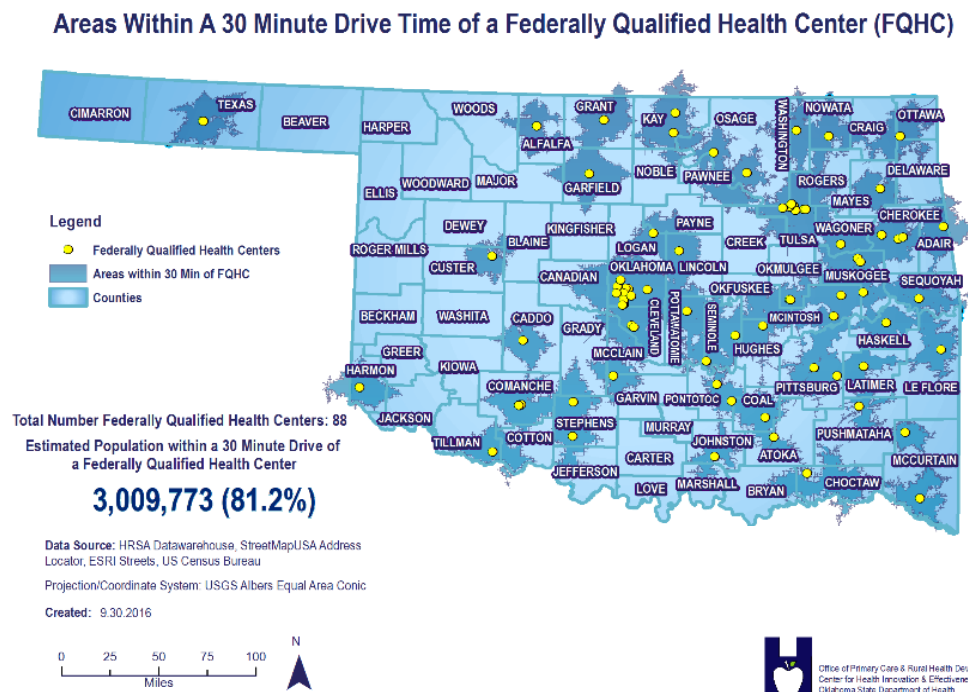 Areas Within A 30 Minute Drive Time of a Federally Qualified Health Center (FQHC)
CIMARRON
TEXAS
BEAVER
HARPER
WOODS
ALFALFA
GRANT
KAY
OSAGE
WASHINGTON
NOWATA
CRAIG
OTTAWA
ELLIS
WOODWARD
MAJOR
GARFIELD
NOBLE
PAWNEE
ROGERS
MAYES
DELAWARE
ROGER MILLS
DEWEY
CUSTER
BLAINE
KINGFISHER
LOGAN
PAYNE
CREEK
TULSA
WAGONER
CHEROKEE
ADAIR
CANADIAN
OKLAHOMA
LINCOLN
OKMULGEE
OKFUSKEE
MUSKOGEE
SEQUOYAH
BECKHAM
WASHITA
CADDO
GRADY
CLEVELAND
POTTAWATOMIE
SEMINOLE
MCINTOSH
HUGHES
HASKELL
GREER
HARMON
KIOWA
COMANCHE
MCCLAIN
GARVIN
PONTOTOC
COAL
PITTSBURG
LATIMER
LE FLORE
JACKSON
TILLMAN
COTTON
STEPHENS
MURRAY
JOHNSTON
ATOKA
PUSHMATAHA
MCCURTAIN
JEFFERSON
CARTER
LOVE
MARSHALL
BRYAN
CHOCTAW
Legend
Federally Qualified Health Centers
Areas within 30 Min of FQHC
Counties
Total Number Federally Qualified Health Centers: 88
Estimated Population within a 30 Minute Drive of
a Federally Qualified Health Center
3,009,773 (81.2%)
Data Source: HRSA Datawarehouse, StreetMapUSA Address
Locator, ESRI Streets, US Census Bureau
Projection/Coordinate System: USGS Albers Equal Area Conic
Created: 9.30.2016
0 25 50 75 100
Miles
N
Office of Primary Care & Rural Health Deve
Center for Health Innovation & Effectivene
Oklahoma State Department of Health